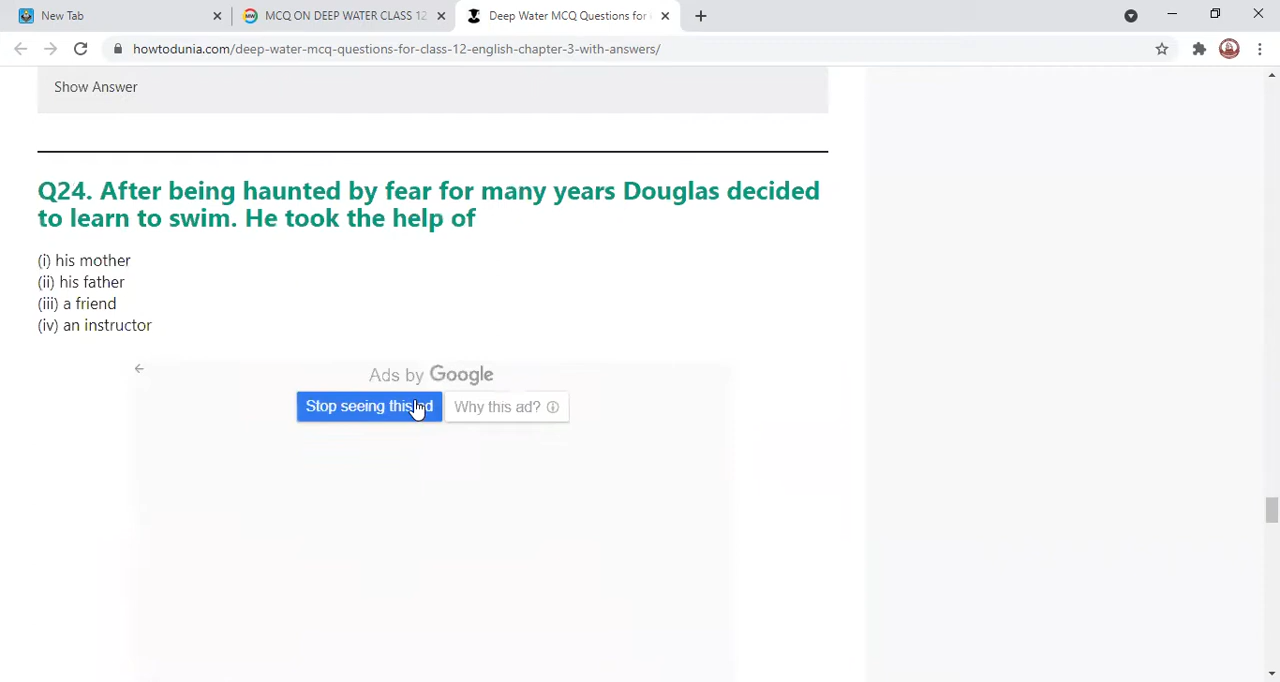 New Tab
MCQ ON DEEP WATER CLASS 12
Deep Water MCQ Questions for
howtodunia.com/deep-water-mcq-questions-for-class-12-english-chapter-3-with-answers/
Show Answer
Q24. After being haunted by fear for many years Douglas decided
to learn to swim. He took the help of
(i) his mother
(ii) his father
(iii) a friend
(iv) an instructor
Ads by Google
Stop seeing this ad
Why this ad?